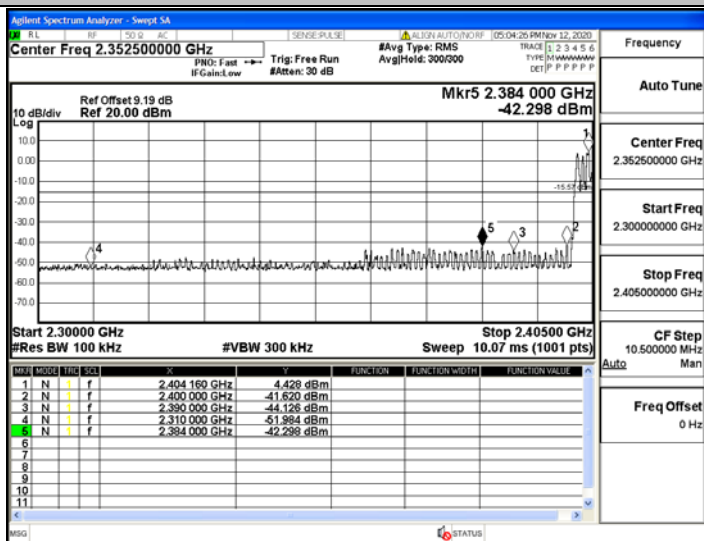 Agilent Spectrum Analyzer - Swept SA
RL RF 50 Ω AC SENSE:PULSE ALIGN AUTO/NO RF 05:04:26 PM Nov 12, 2020
Center Freq 2.352500000 GHz
PNO: Fast
IFGain:Low
Trig: Free Run
#Atten: 30 dB
#Avg Type: RMS
Avg|Hold: 300/300
TRACE 1 2 3 4 5 6
TYPE M
DET P P P P P P
Frequency
Auto Tune
Center Freq
2.352500000 GHz
Start Freq
2.300000000 GHz
Stop Freq
2.405000000 GHz
CF Step
10.500000 MHz
Auto Man
Freq Offset
0 Hz
Mkr5 2.384 000 GHz
-42.298 dBm
Ref Offset 9.19 dB
10 dB/div Ref 20.00 dBm
Log
10.0
0.00
-10.0
-20.0
-30.0
-40.0
-50.0
-60.0
-70.0
1
-15.57 dBm
5
3
2
4
Start 2.30000 GHz Stop 2.40500 GHz
#Res BW 100 kHz #VBW 300 kHz Sweep 10.07 ms (1001 pts)
MKR MODE TRC SCL X Y FUNCTION FUNCTION WIDTH FUNCTION VALUE
1 N 1 f 2.404 160 GHz 4.428 dBm
2 N 1 f 2.400 000 GHz -41.620 dBm
3 N 1 f 2.390 000 GHz -44.126 dBm
4 N 1 f 2.310 000 GHz -51.984 dBm
5 N 1 f 2.384 000 GHz -42.298 dBm
6
7
8
9
10
11
MSG STATUS